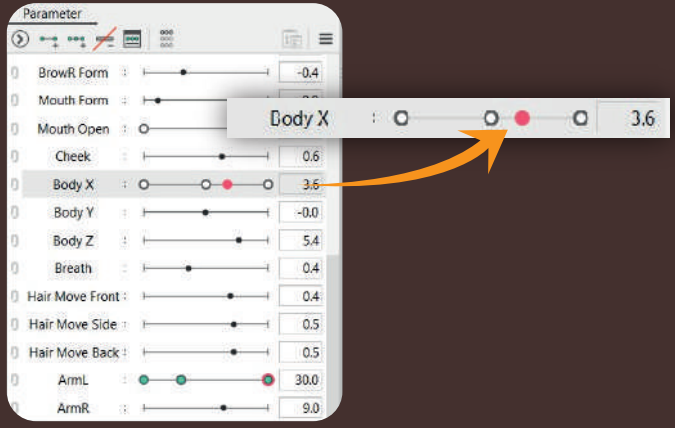 Parameter
BrowR Form : -0.4
Mouth Form :
Mouth Open :
Cheek : 0.6
Body X : 3.6
Body Y : -0.0
Body Z : 5.4
Breath : 0.4
Hair Move Front : 0.4
Hair Move Side : 0.5
Hair Move Back : 0.5
ArmL : 30.0
ArmR : 9.0
Body X : 3.6